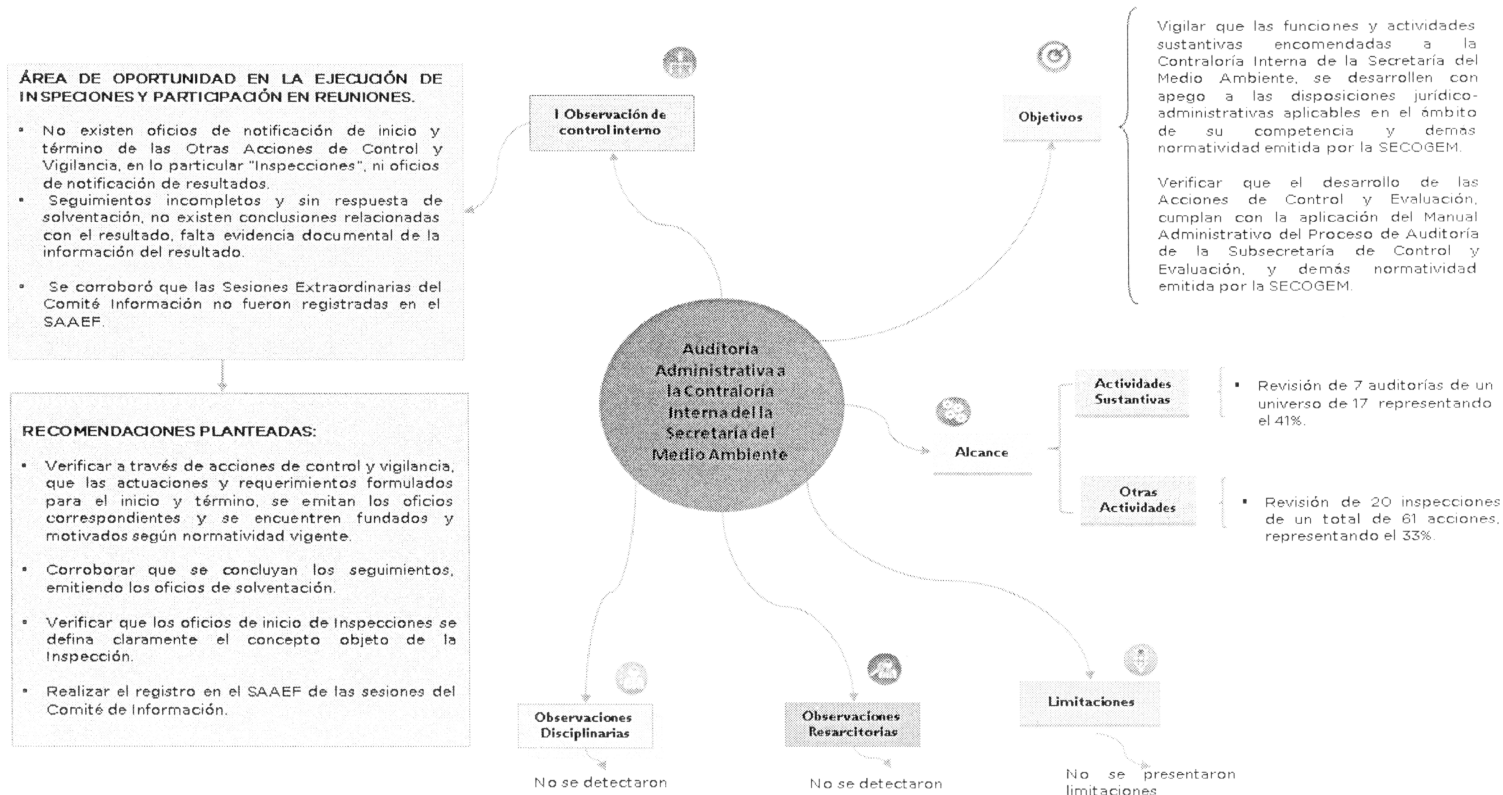 ÁREA DE OPORTUNIDAD EN LA EJECUCIÓN DE
INSPECIONES Y PARTICIPACIÓN EN REUNIONES.
▪ No existen oficios de notificación de inicio y
término de las Otras Acciones de Control y
Vigilancia, en lo particular "Inspecciones", ni oficios
de notificación de resultados.
▪ Seguimientos incompletos y sin respuesta de
solventación, no existen conclusiones relacionadas
con el resultado, falta evidencia documental de la
información del resultado.
▪ Se corroboró que las Sesiones Extraordinarias del
Comité Información no fueron registradas en el
SAAEF.
RECOMENDACIONES PLANTEADAS:
▪ Verificar a través de acciones de control y vigilancia,
que las actuaciones y requerimientos formulados
para el inicio y término, se emitan los oficios
correspondientes y se encuentren fundados y
motivados según normatividad vigente.
▪ Corroborar que se concluyan los seguimientos,
emitiendo los oficios de solventación.
▪ Verificar que los oficios de inicio de Inspecciones se
defina claramente el concepto objeto de la
Inspección.
▪ Realizar el registro en el SAAEF de las sesiones del
Comité de Información.
1 Observación de
control interno
Objetivos
Vigilar que las funciones y actividades
sustantivas encomendadas a la
Contraloría Interna de la Secretaría del
Medio Ambiente, se desarrollen con
apego a las disposiciones jurídico-
administrativas aplicables en el ámbito
de su competencia y demás
normatividad emitida por la SECOGEM.
Verificar que el desarrollo de las
Acciones de Control y Evaluación,
cumplan con la aplicación del Manual
Administrativo del Proceso de Auditoría
de la Subsecretaría de Control y
Evaluación, y demás normatividad
emitida por la SECOGEM.
Auditoría
Administrativa a
la Contraloría
Interna del la
Secretaría del
Medio Ambiente
Alcance
Actividades
Sustantivas
▪ Revisión de 7 auditorías de un
universo de 17 representando
el 41%.
Otras
Actividades
▪ Revisión de 20 inspecciones
de un total de 61 acciones,
representando el 33%.
Observaciones
Disciplinarias
No se detectaron
Observaciones
Resarcitorias
No se detectaron
Limitaciones
No se presentaron
limitaciones